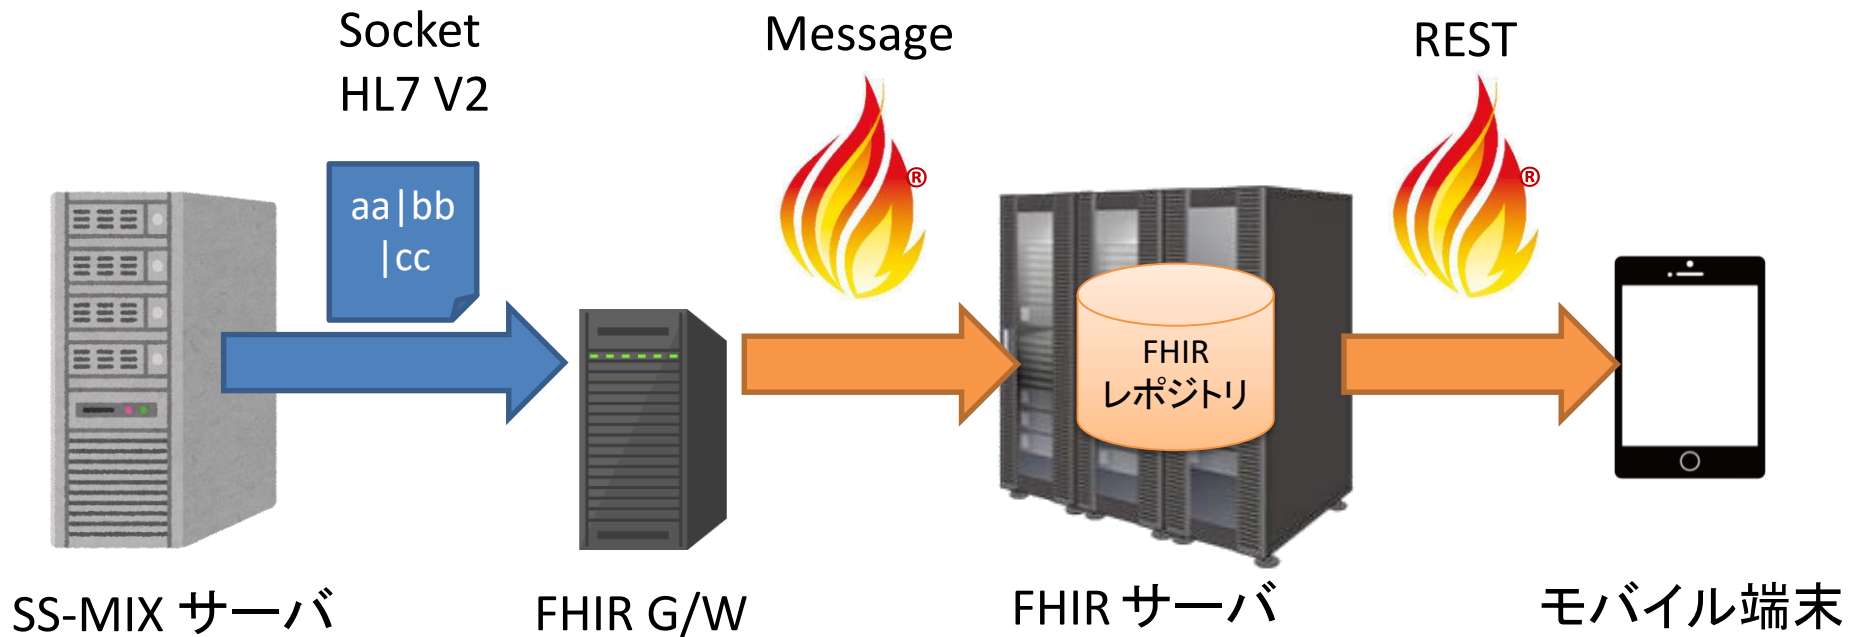 Socket
HL7 V2
Message
REST
®
®
aa|bb
|cc
FHIR
レポジトリ
SS-MIX サーバ
FHIR G/W
FHIR サーバ
モバイル端末